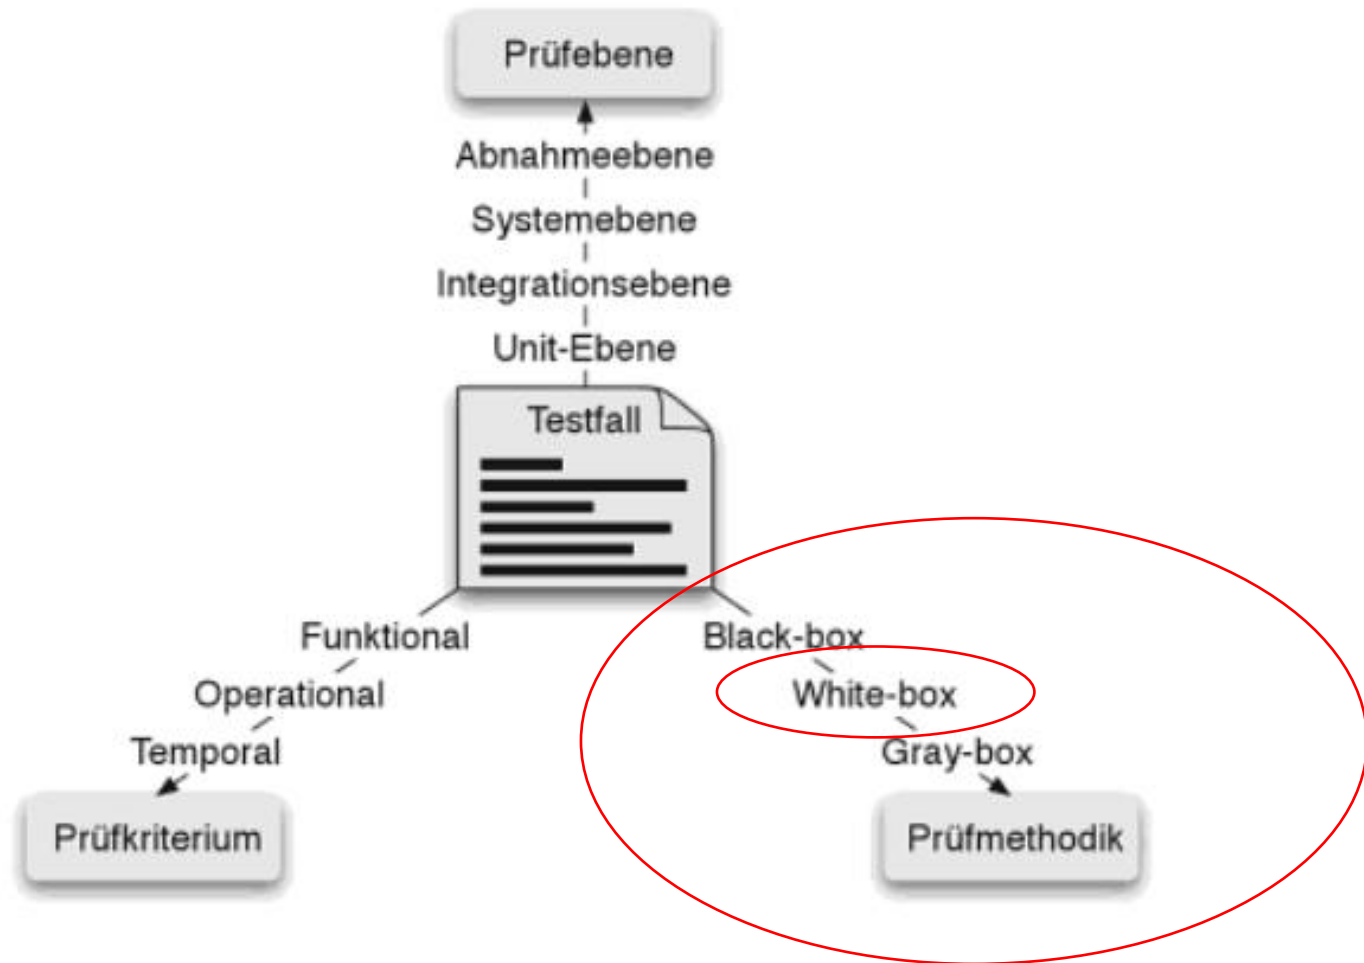 Prüfebene
Abnahmeebene
Systemebene
Integrationsebene
Unit-Ebene
Testfall
Funktional
Operational
Temporal
Prüfkriterium
Black-box
White-box
Gray-box
Prüfmethodik